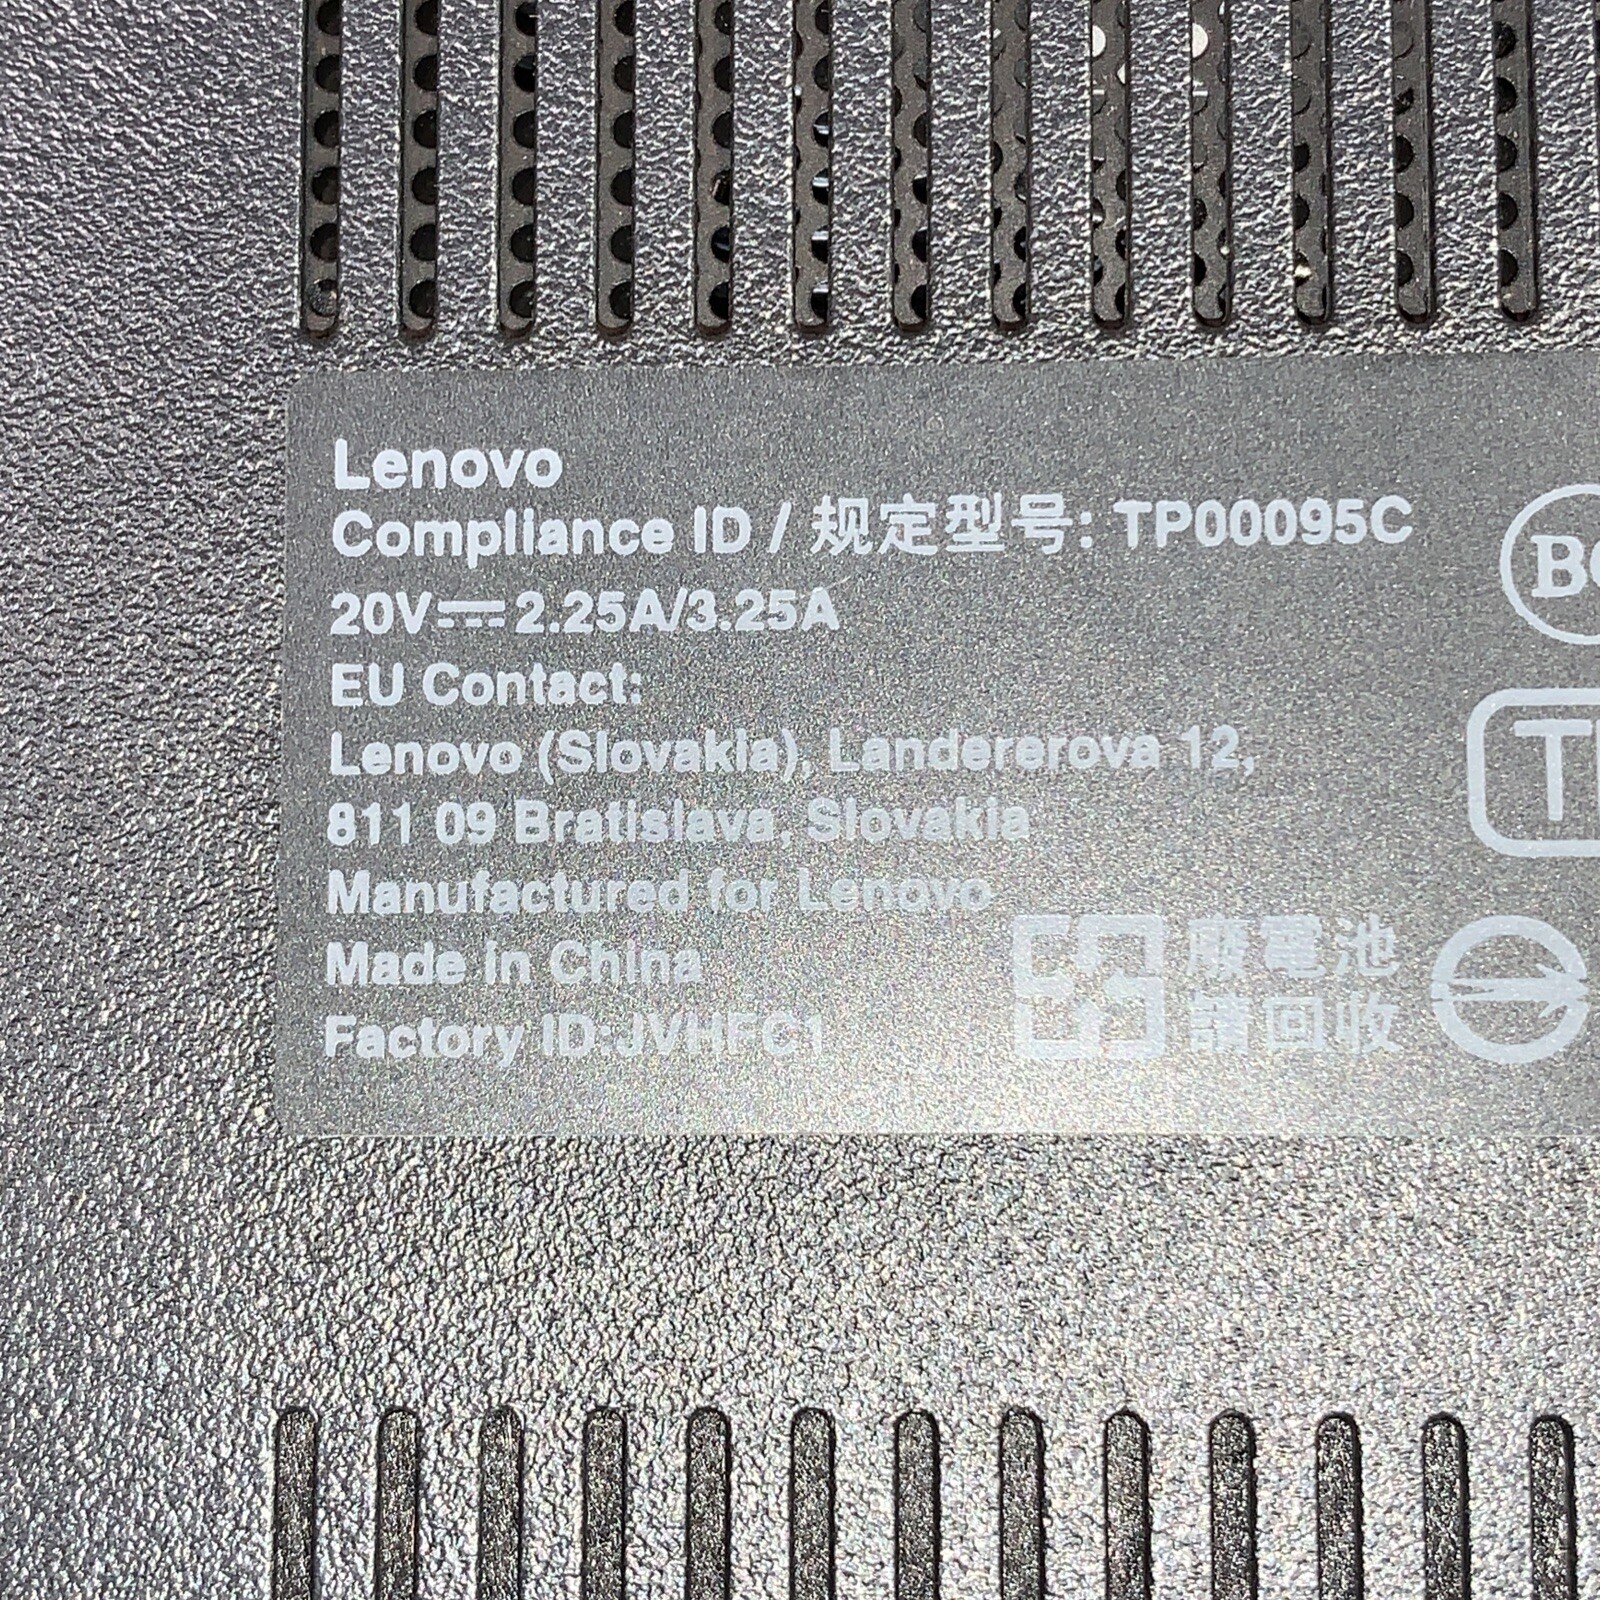 Lenovo
Compliance ID / 规定型号: TP00095C
20V⎓2.25A/3.25A
EU Contact:
Lenovo (Slovakia), Landererova 12,
811 09 Bratislava, Slovakia
Manufactured for Lenovo
Made in China
Factory ID: JVHFC1
廢電池
請回收